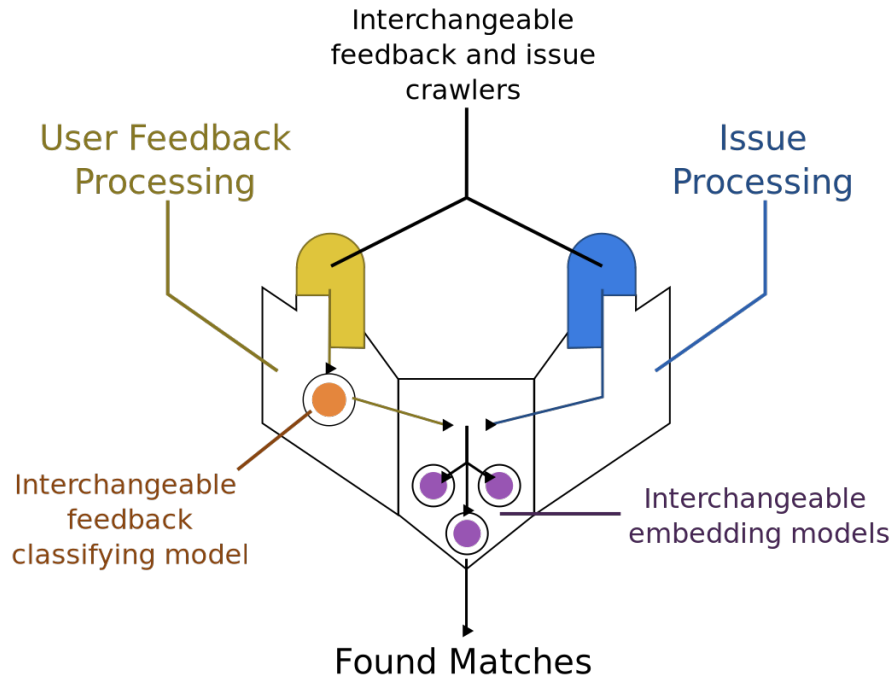 Interchangeable
feedback and issue
crawlers
User Feedback
Processing
Issue
Processing
Interchangeable
feedback
classifying model
Interchangeable
embedding models
Found Matches